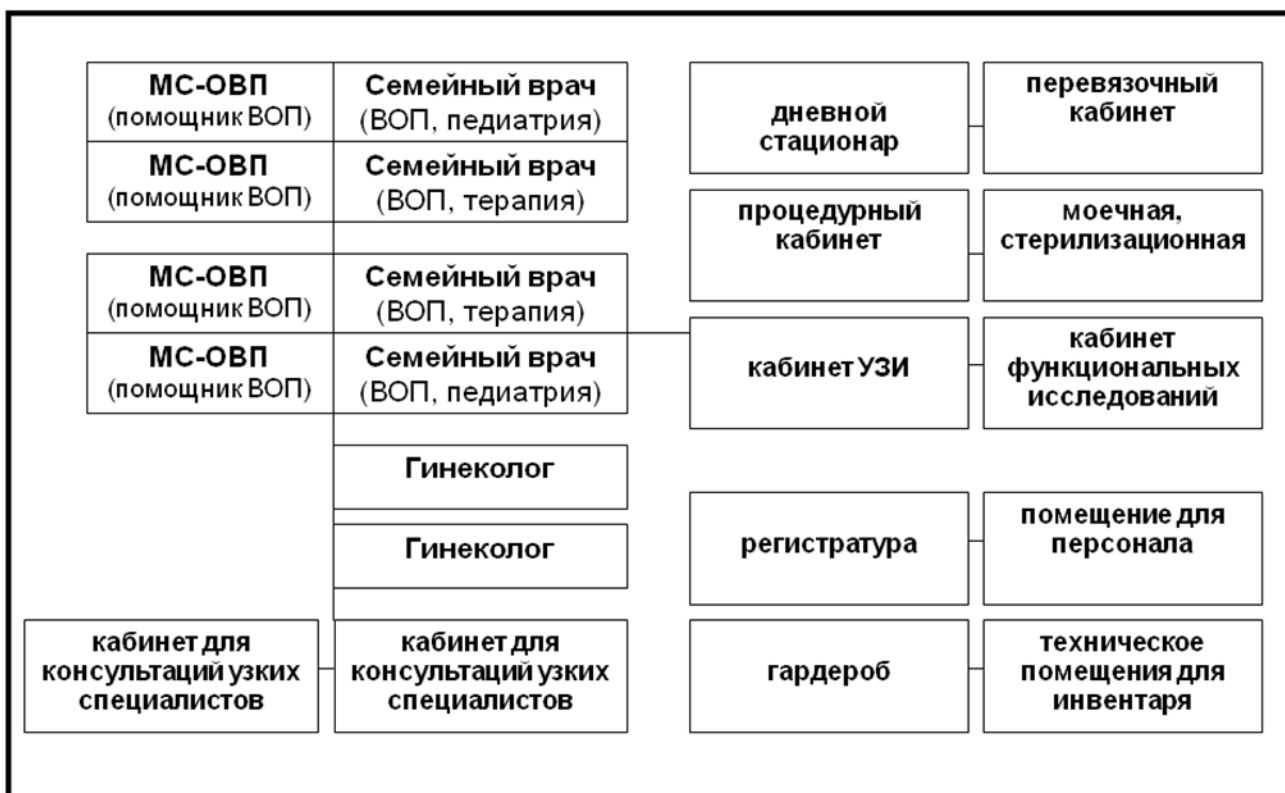 МС-ОВП
(помощник ВОП)
Семейный врач
(ВОП, педиатрия)
МС-ОВП
(помощник ВОП)
Семейный врач
(ВОП, терапия)
МС-ОВП
(помощник ВОП)
Семейный врач
(ВОП, терапия)
МС-ОВП
(помощник ВОП)
Семейный врач
(ВОП, педиатрия)
Гинеколог
Гинеколог
кабинет для
консультаций узких
специалистов
кабинет для
консультаций узких
специалистов
дневной
стационар
перевязочный
кабинет
процедурный
кабинет
моечная,
стерилизационная
кабинет УЗИ
кабинет
функциональных
исследований
регистратура
помещение для
персонала
гардероб
техническое
помещения для
инвентаря